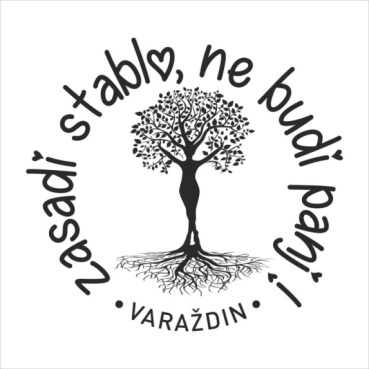 zasadi stablo, ne budi panj!
• VARAŽDIN •